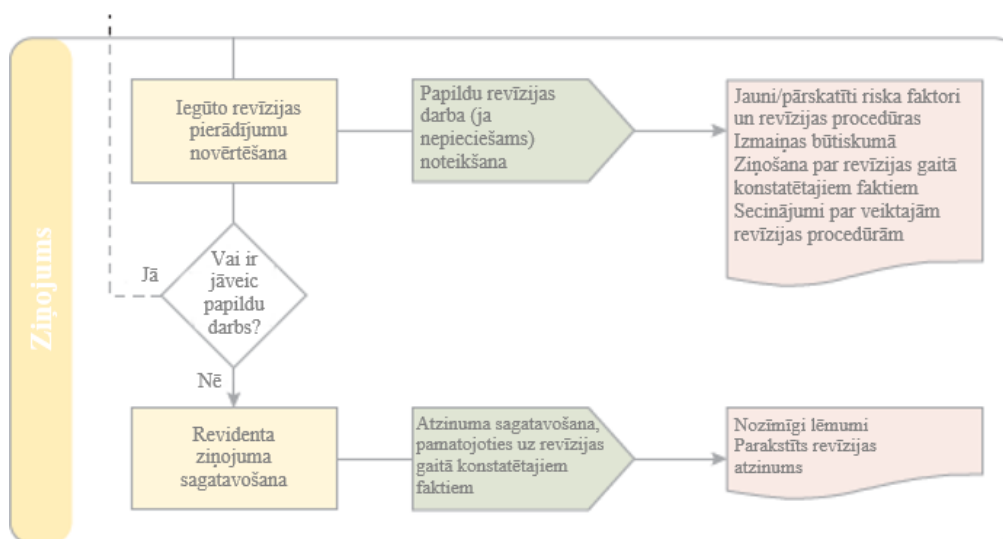 Ziņojums
Iegūto revīzijas
pierādījumu
novērtēšana
Papildu revīzijas
darba (ja
nepieciešams)
noteikšana
Jauni/pārskatīti riska faktori
un revīzijas procedūras
Izmaiņas būtiskumā
Ziņošana par revīzijas gaitā
konstatētajiem faktiem
Secinājumi par veiktajām
revīzijas procedūrām
Jā
Vai ir
jāveic
papildu
darbs?
Nē
Revidenta
ziņojuma
sagatavošana
Atzinuma sagatavošana,
pamatojoties uz revīzijas
gaitā konstatētajiem
faktiem
Nozīmīgi lēmumi
Parakstīts revīzijas
atzinums